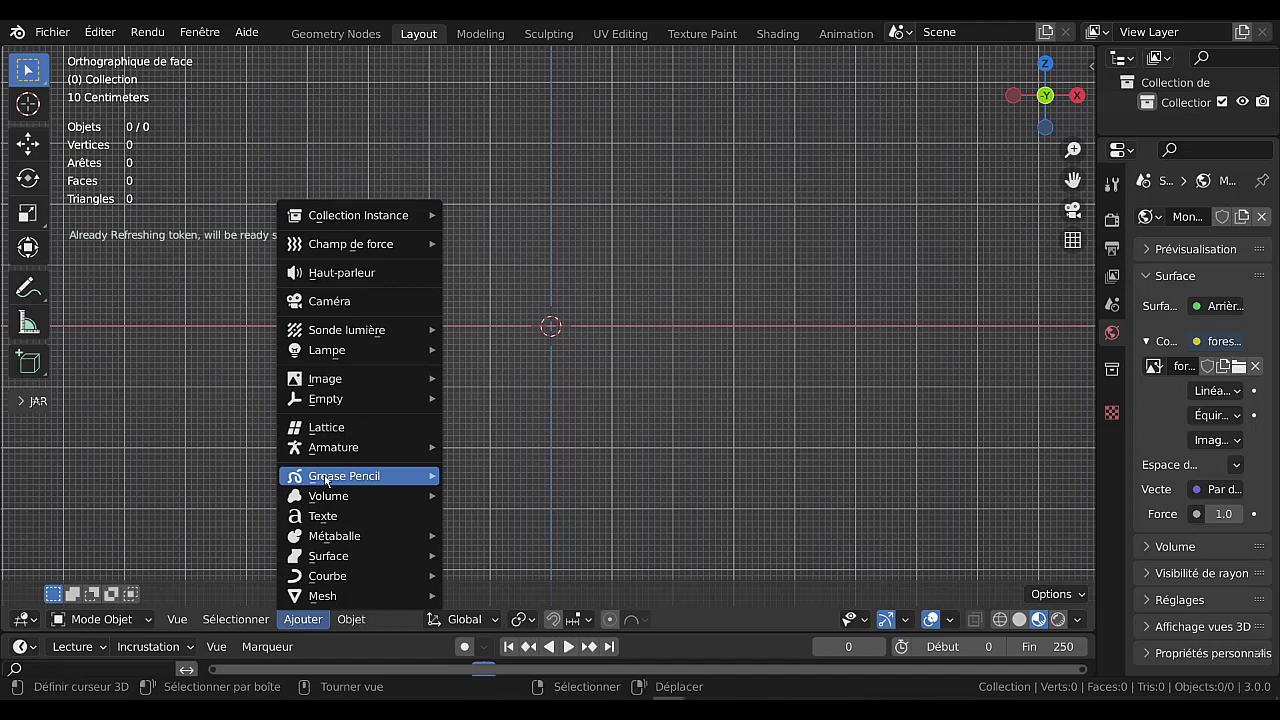 Fichier Éditer Rendu Fenêtre Aide Geometry Nodes Layout Modeling Sculpting UV Editing Texture Paint Shading Animation Scene View Layer
Orthographique de face
(0) Collection
10 Centimeters
Objets 0 / 0
Vertices 0
Arêtes 0
Faces 0
Triangles 0
Already Refreshing token, will be ready s
JAR
Collection Instance
Champ de force
Haut-parleur
Caméra
Sonde lumière
Lampe
Image
Empty
Lattice
Armature
Grease Pencil
Volume
Texte
Métaballe
Surface
Courbe
Mesh
Z
-Y
X
Options
Mode Objet Vue Sélectionner Ajouter Objet Global
Lecture Incrustation Vue Marqueur 0 Début 0 Fin 250
Définir curseur 3D Sélectionner par boîte Tourner vue Sélectionner Déplacer Collection | Verts:0 | Faces:0 | Tris:0 | Objects:0/0 | 3.0.0
Collection de
Collection
S... M...
Mon...
Prévisualisation
Surface
Surfa... Arrièr...
Co... fores...
for...
Linéa...
Équir...
Imag...
Espace d...
Vecte Par d...
Force 1.0
Volume
Visibilité de rayon
Réglages
Affichage vues 3D
Propriétés personnalis